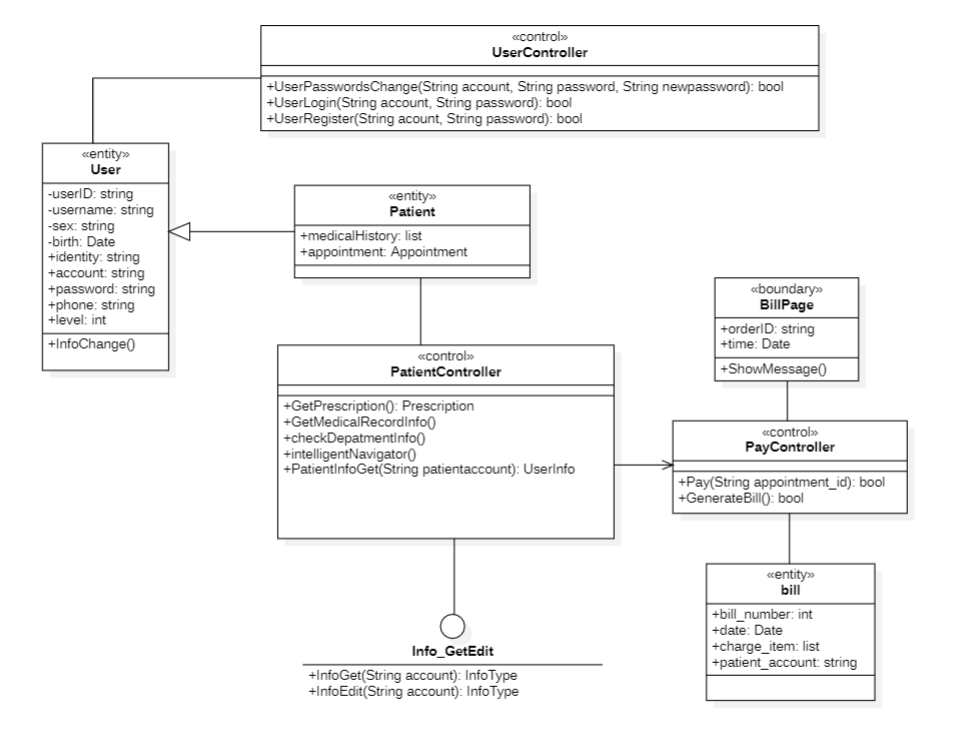 «control»
UserController
+UserPasswordsChange(String account, String password, String newpassword): bool
+UserLogin(String account, String password): bool
+UserRegister(String acount, String password): bool
«entity»
User
-userID: string
-username: string
-sex: string
-birth: Date
+identity: string
+account: string
+password: string
+phone: string
+level: int
+InfoChange()
«entity»
Patient
+medicalHistory: list
+appointment: Appointment
«control»
PatientController
+GetPrescription(): Prescription
+GetMedicalRecordInfo()
+checkDepatmentInfo()
+intelligentNavigator()
+PatientInfoGet(String patientaccount): UserInfo
«boundary»
BillPage
+orderID: string
+time: Date
+ShowMessage()
«control»
PayController
+Pay(String appointment_id): bool
+GenerateBill(): bool
«entity»
bill
+bill_number: int
+date: Date
+charge_item: list
+patient_account: string
Info_GetEdit
+InfoGet(String account): InfoType
+InfoEdit(String account): InfoType